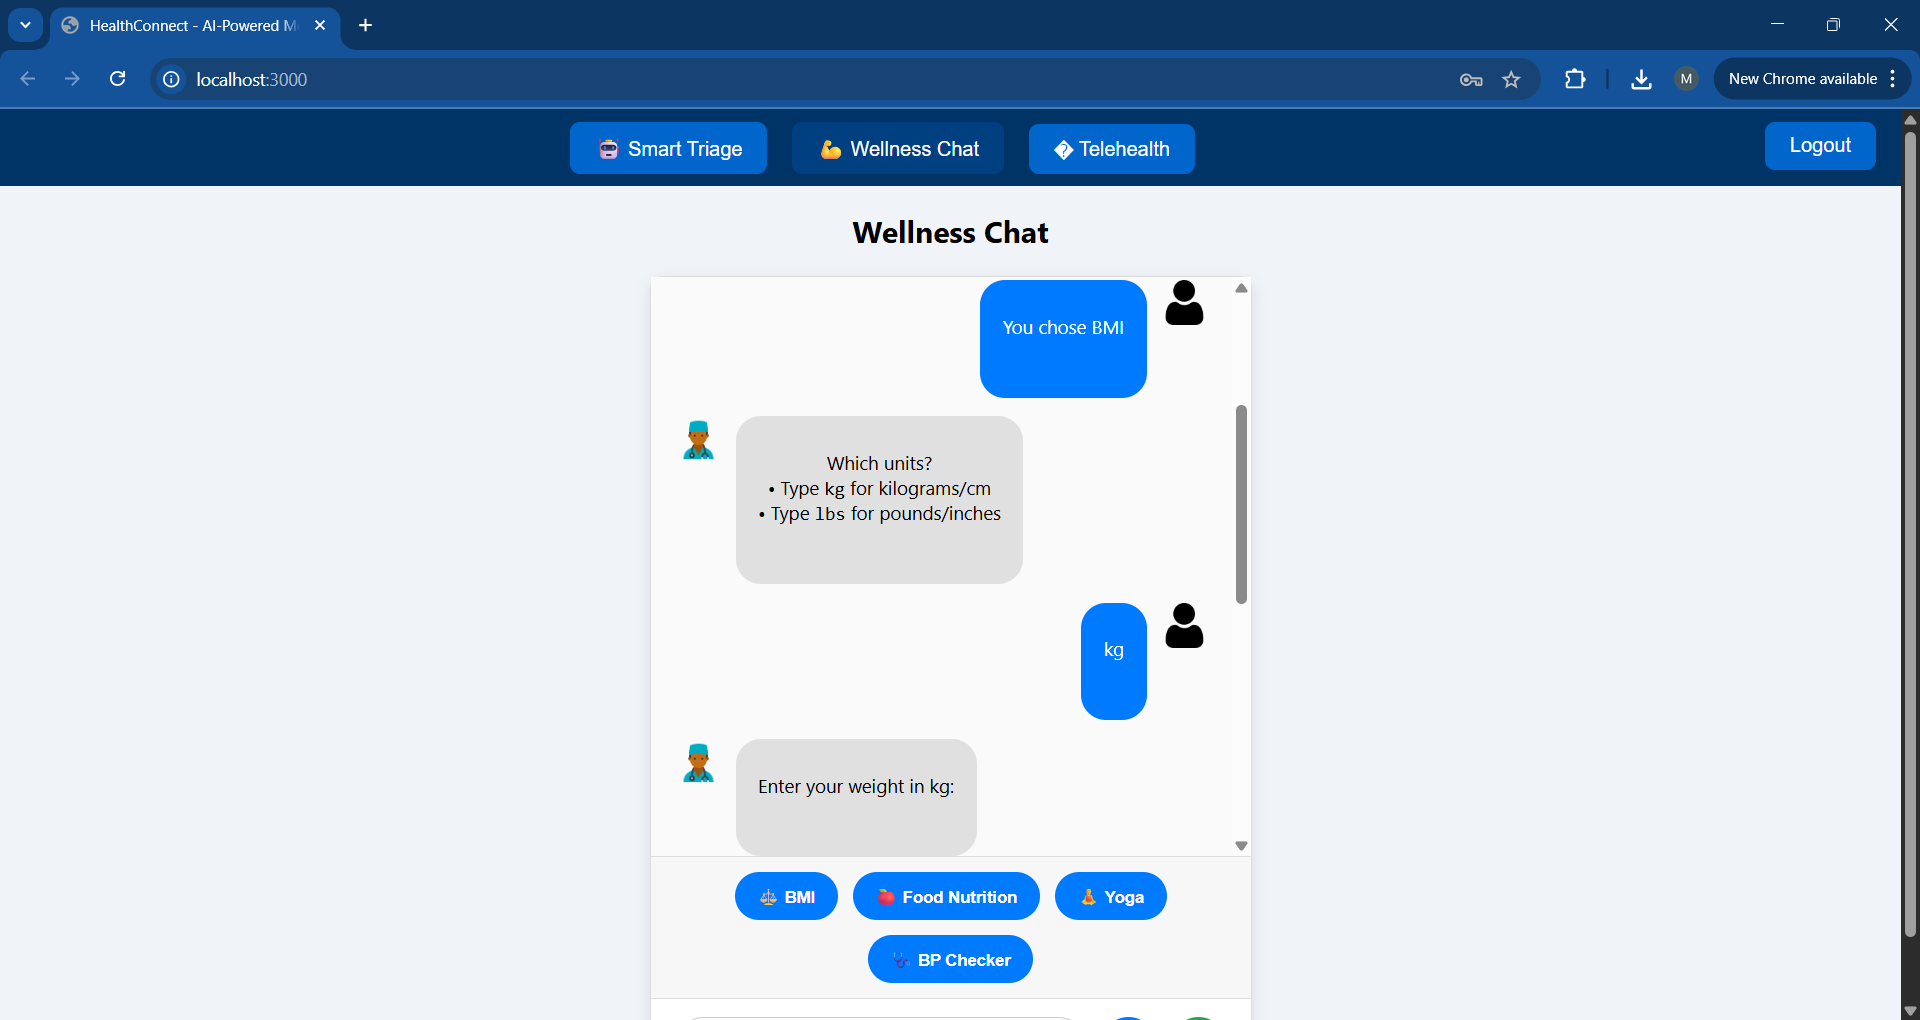 HealthConnect - AI-Powered M
localhost:3000
M
New Chrome available
Smart Triage
Wellness Chat
� Telehealth
Logout
Wellness Chat
You chose BMI
Which units?
• Type kg for kilograms/cm
• Type lbs for pounds/inches
kg
Enter your weight in kg:
BMI
Food Nutrition
Yoga
BP Checker